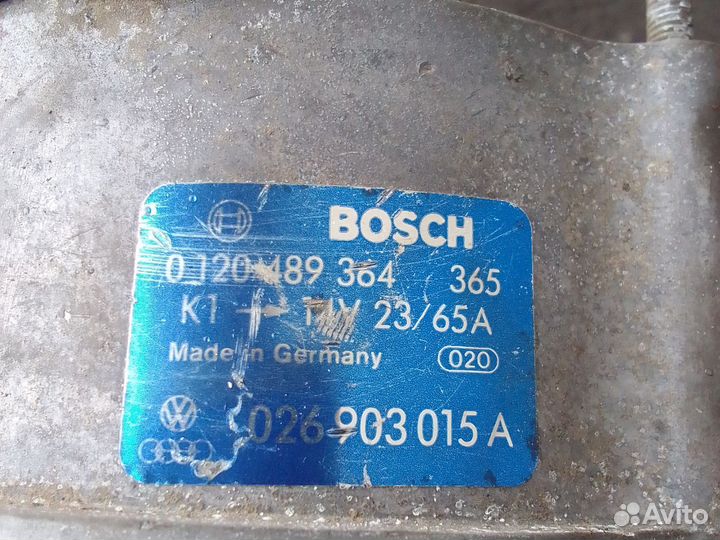 BOSCH
0 120 489 364 365
K1 → 14V 23/65A
Made in Germany 020
026 903 015 A
Avito